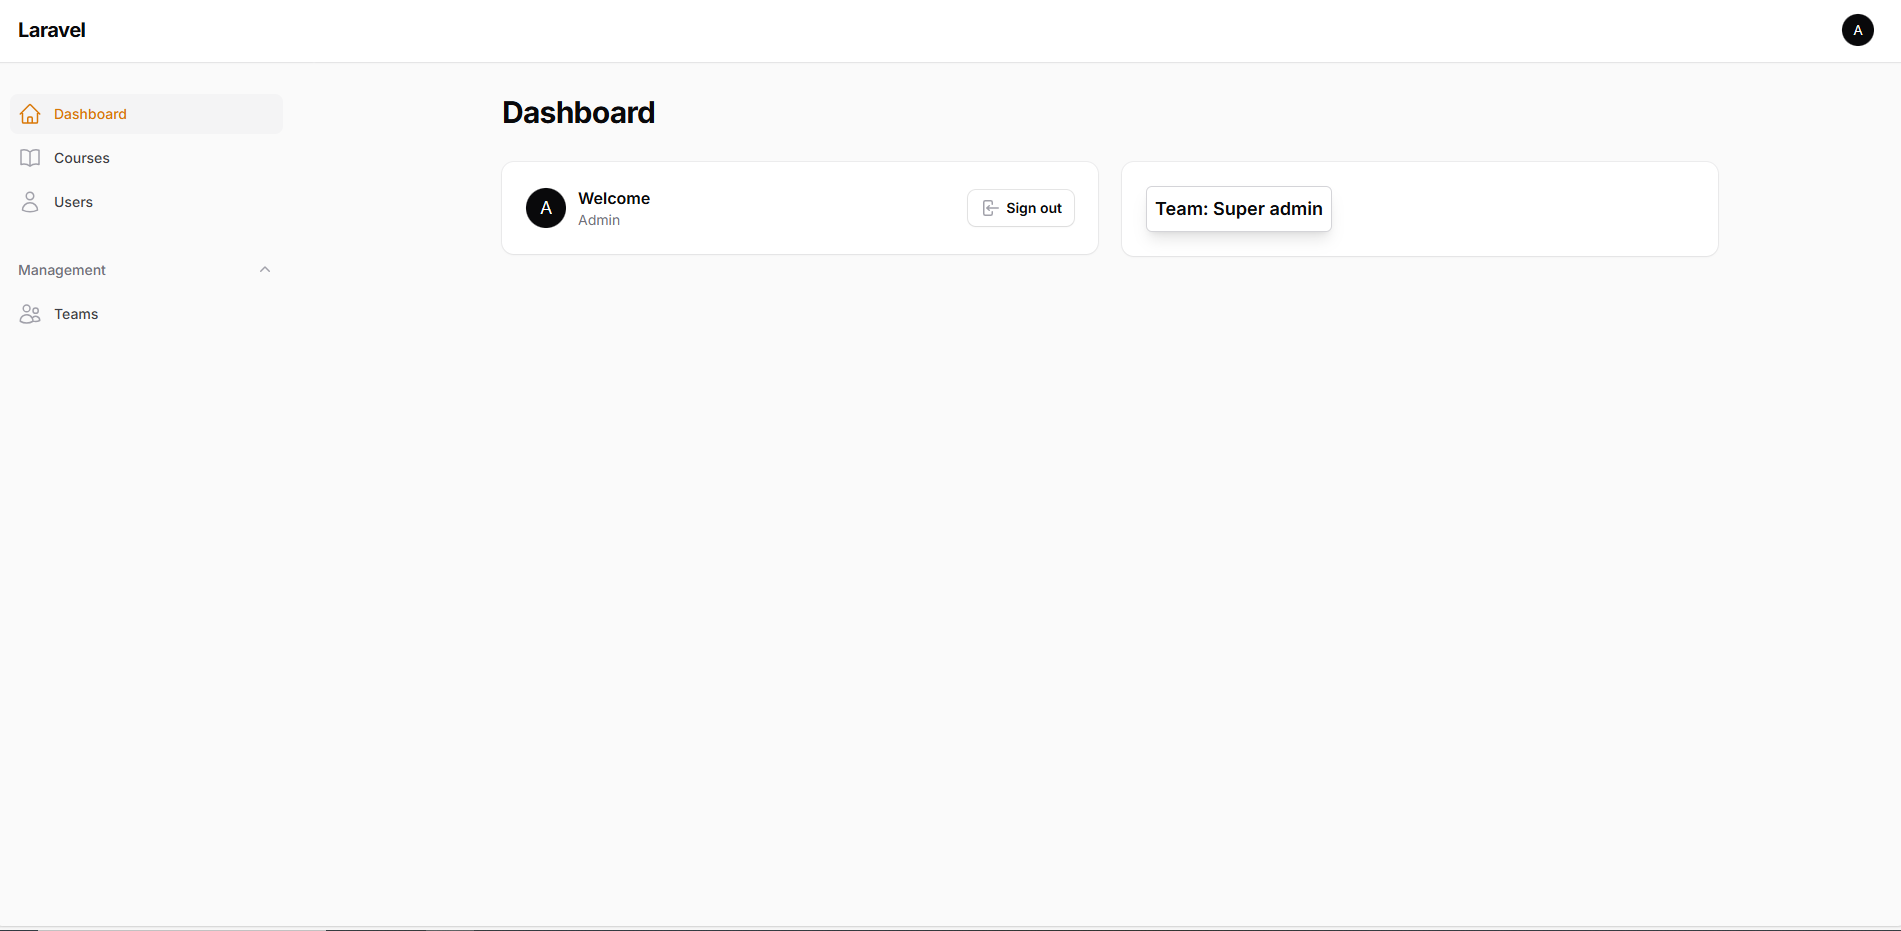 Laravel
A
Dashboard
Courses
Users
Management
Teams
Dashboard
A
Welcome
Admin
Sign out
Team: Super admin